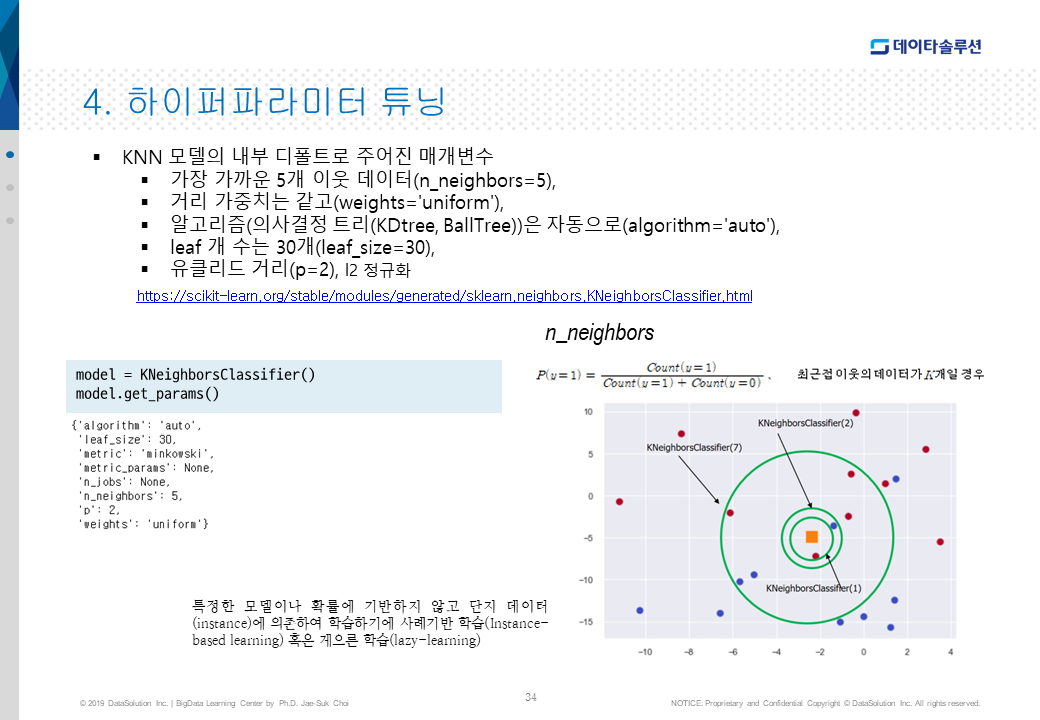 데이타솔루션
4. 하이퍼파라미터 튜닝
▪ KNN 모델의 내부 디폴트로 주어진 매개변수
▪ 가장 가까운 5개 이웃 데이터(n_neighbors=5),
▪ 거리 가중치는 같고(weights='uniform'),
▪ 알고리즘(의사결정 트리(KDtree, BallTree))은 자동으로(algorithm='auto'),
▪ leaf 개 수는 30개(leaf_size=30),
▪ 유클리드 거리(p=2), l2 정규화
https://scikit-learn.org/stable/modules/generated/sklearn.neighbors.KNeighborsClassifier.html
n_neighbors
model = KNeighborsClassifier()
model.get_params()
{'algorithm': 'auto',
'leaf_size': 30,
'metric': 'minkowski',
'metric_params': None,
'n_jobs': None,
'n_neighbors': 5,
'p': 2,
'weights': 'uniform'}
P(y=1) = Count(y=1) / (Count(y=1) + Count(y=0)) , 최근접 이웃의 데이터가 K개일 경우
10
5
0
−5
−10
−15
KNeighborsClassifier(2)
KNeighborsClassifier(7)
KNeighborsClassifier(1)
−10 −8 −6 −4 −2 0 2 4
특정한 모델이나 확률에 기반하지 않고 단지 데이터
(instance)에 의존하여 학습하기에 사례기반 학습(Instance-
based learning) 혹은 게으른 학습(lazy-learning)
© 2019 DataSolution Inc. | BigData Learning Center by Ph.D. Jae-Suk Choi
34
NOTICE: Proprietary and Confidential Copyright © DataSolution Inc. All rights reserved.